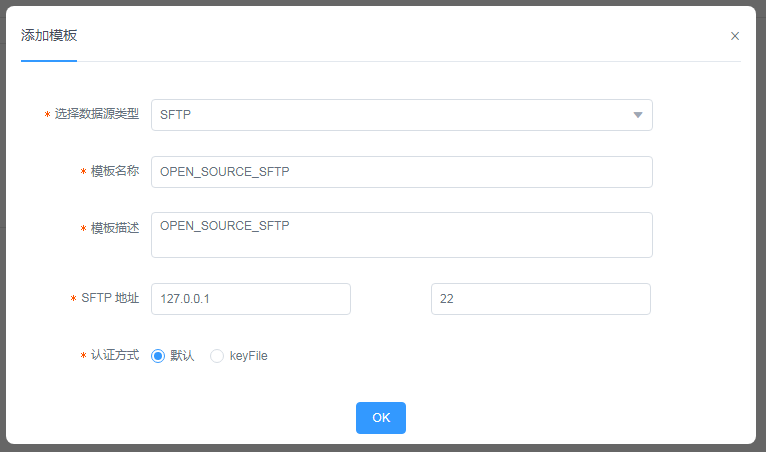 添加模板
* 选择数据源类型 SFTP
* 模板名称 OPEN_SOURCE_SFTP
* 模板描述 OPEN_SOURCE_SFTP
* SFTP 地址 127.0.0.1 22
* 认证方式 默认 keyFile
OK